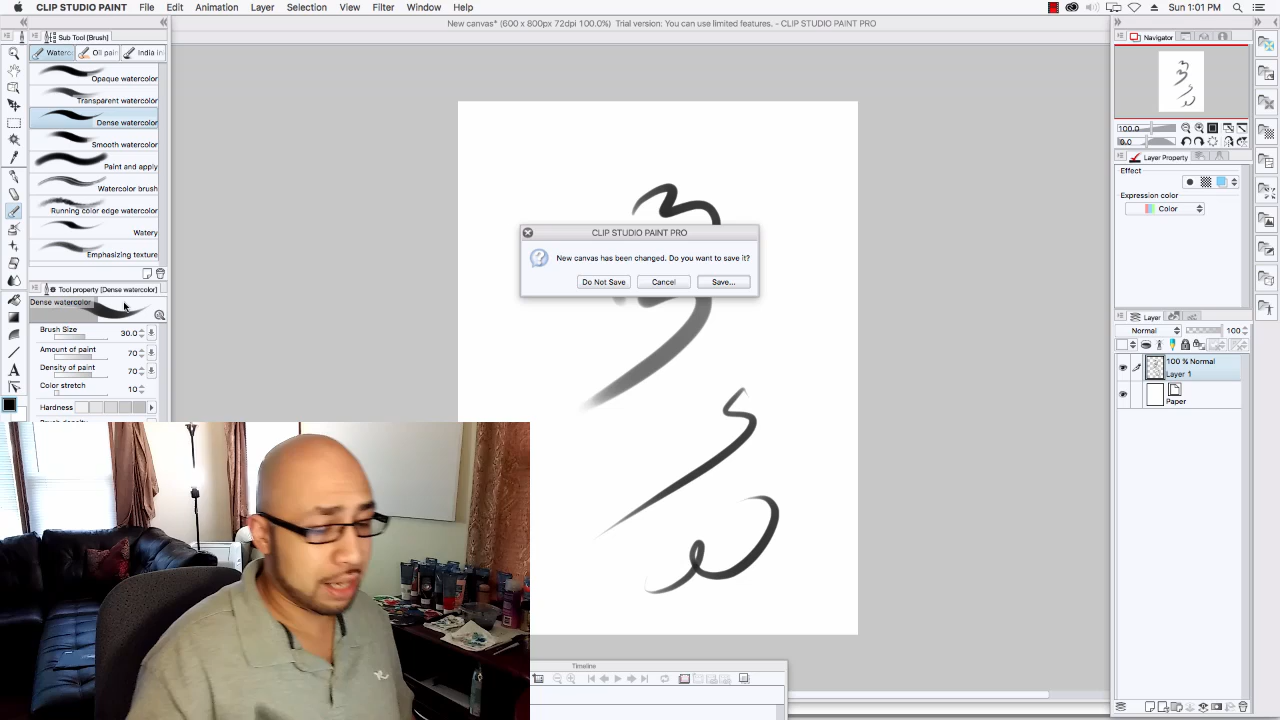 CLIP STUDIO PAINT File Edit Animation Layer Selection View Filter Window Help
Sun 1:01 PM
New canvas* (600 x 800px 72dpi 100.0%) Trial version: You can use limited features. - CLIP STUDIO PAINT PRO
Sub Tool [Brush]
Waterc Oil pain India in
Opaque watercolor
Transparent watercolor
Dense watercolor
Smooth watercolor
Paint and apply
Watercolor brush
Running color edge watercolor
Watery
Emphasizing texture
Tool property [Dense watercolor]
Dense watercolor
Brush Size 30.0
Amount of paint 70
Density of paint 70
Color stretch 10
Hardness
CLIP STUDIO PAINT PRO
New canvas has been changed. Do you want to save it?
Do Not Save Cancel Save...
Timeline
Navigator
100.0
0.0
Layer Property
Effect
Expression color
Color
Layer
Normal 100
100 % Normal
Layer 1
Paper